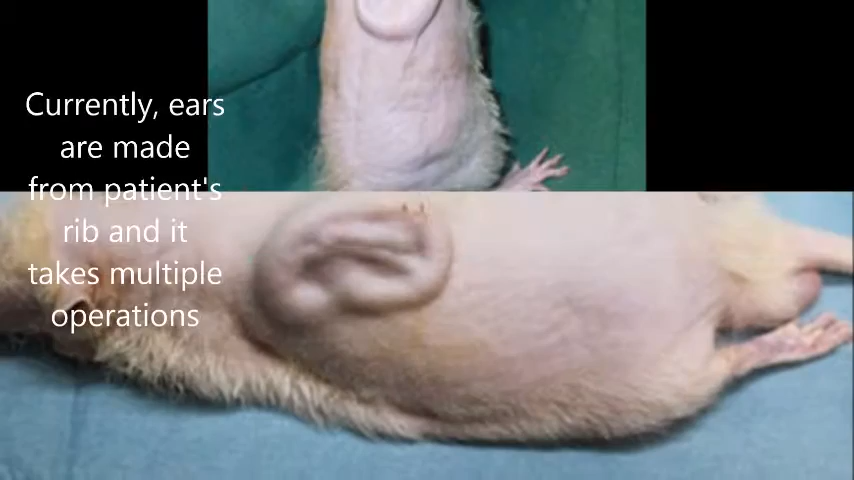 Currently, ears
are made
from patient's
rib and it
takes multiple
operations